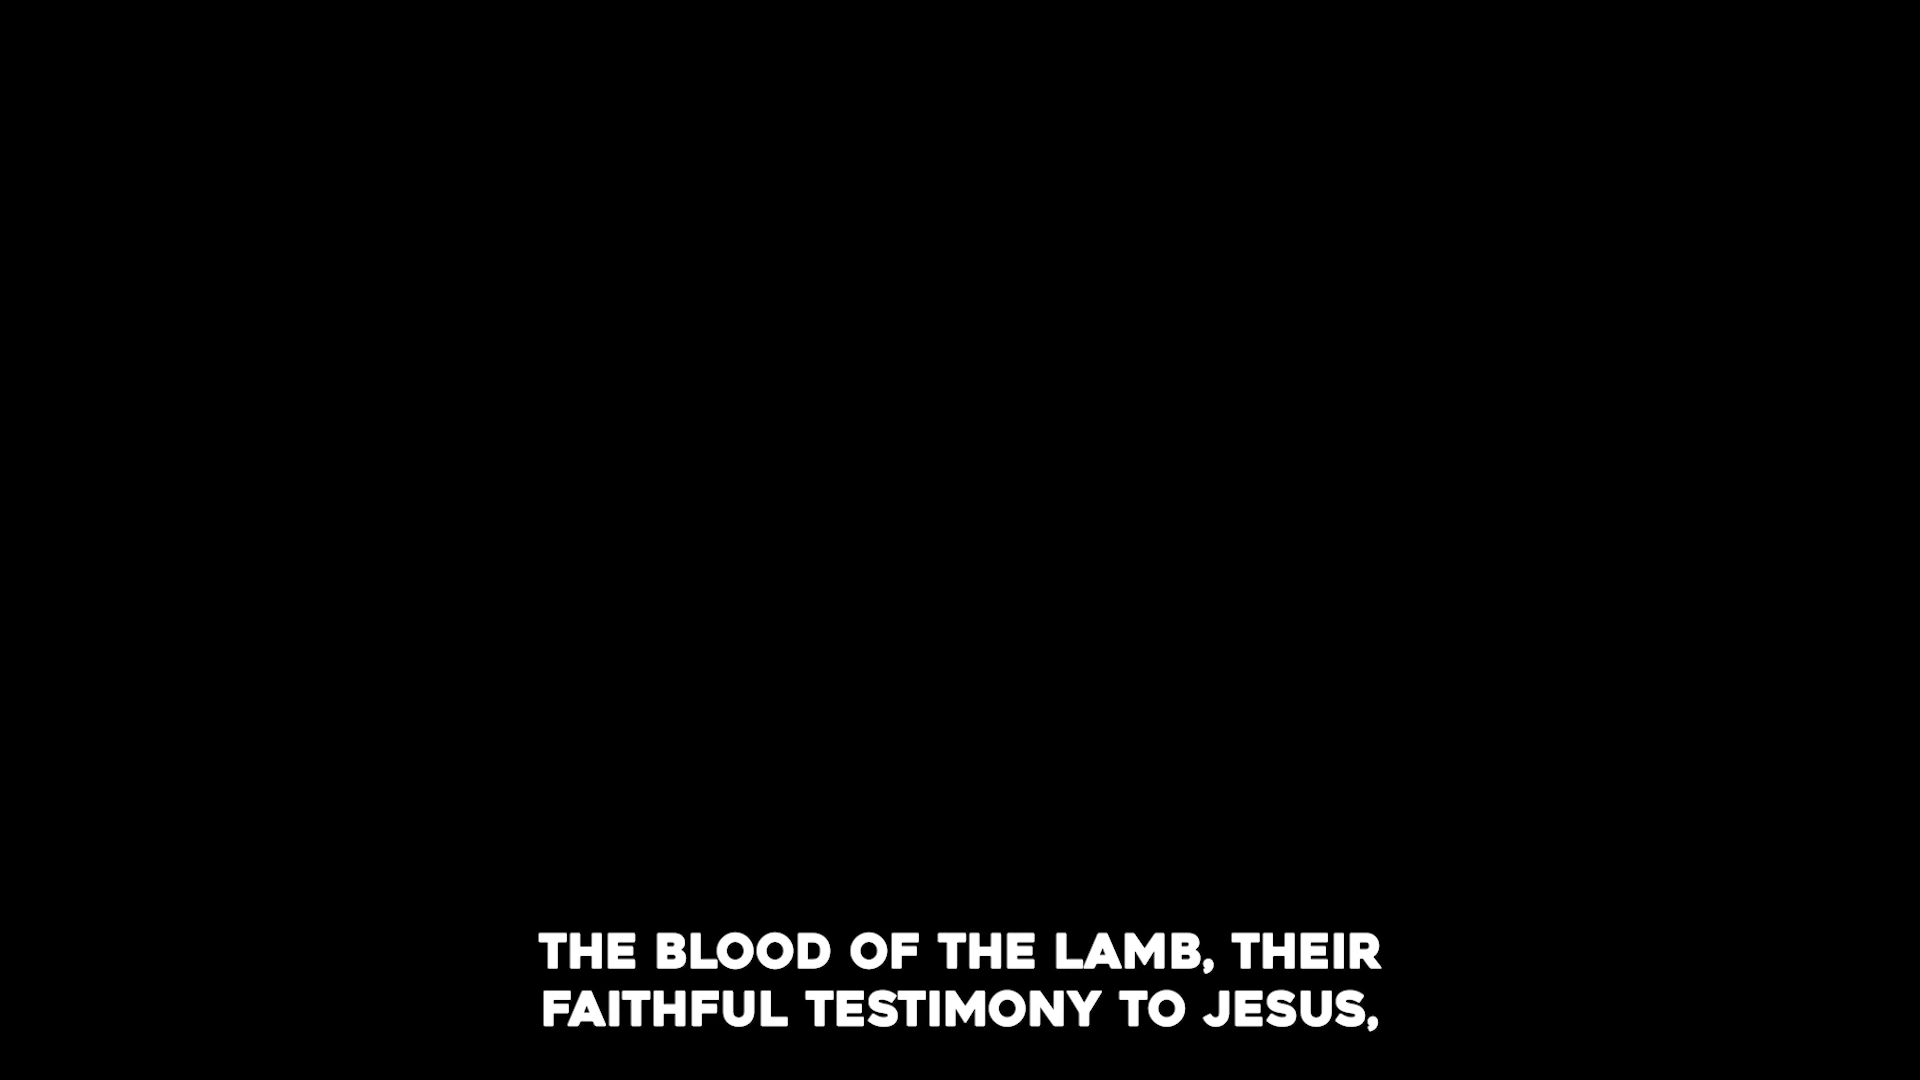 THE BLOOD OF THE LAMB, THEIR
FAITHFUL TESTIMONY TO JESUS,